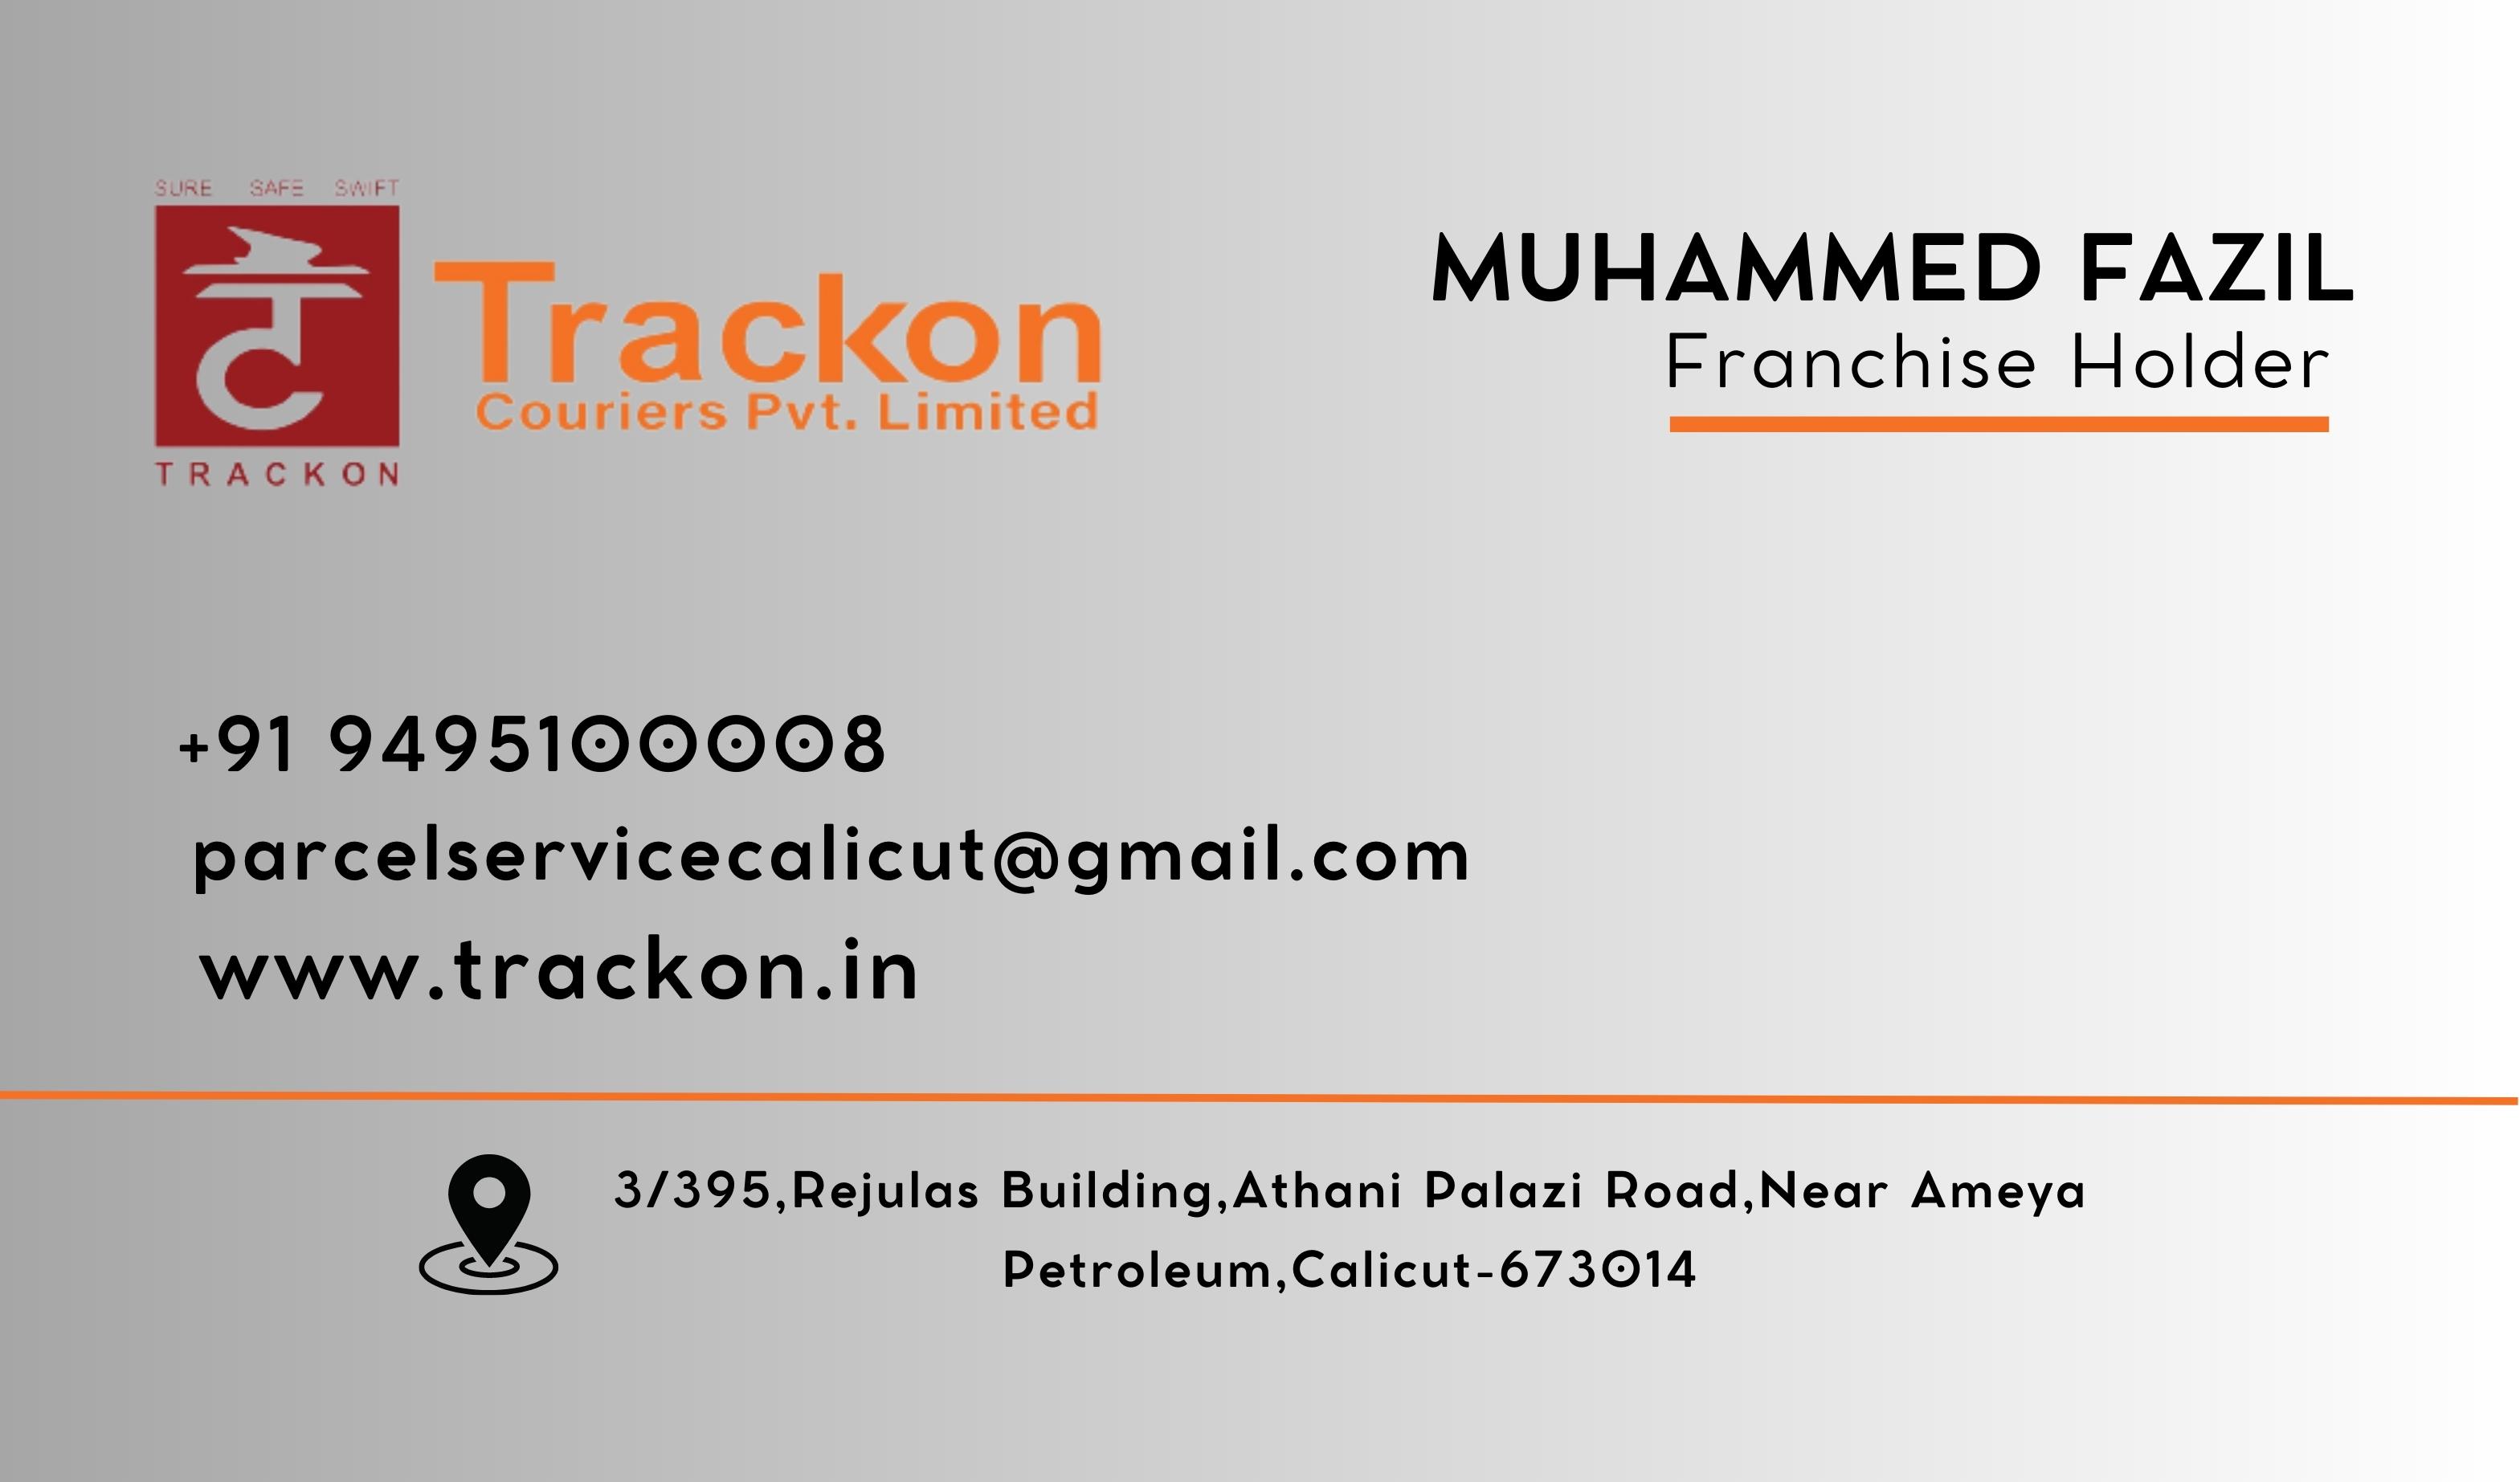 SURE SAFE SWIFT
Trackon
Couriers Pvt. Limited
TRACKON
MUHAMMED FAZIL
Franchise Holder
+91 9495100008
parcelservicecalicut@gmail.com
www.trackon.in
3/395,Rejulas Building,Athani Palazi Road,Near Ameya
Petroleum,Calicut-673014